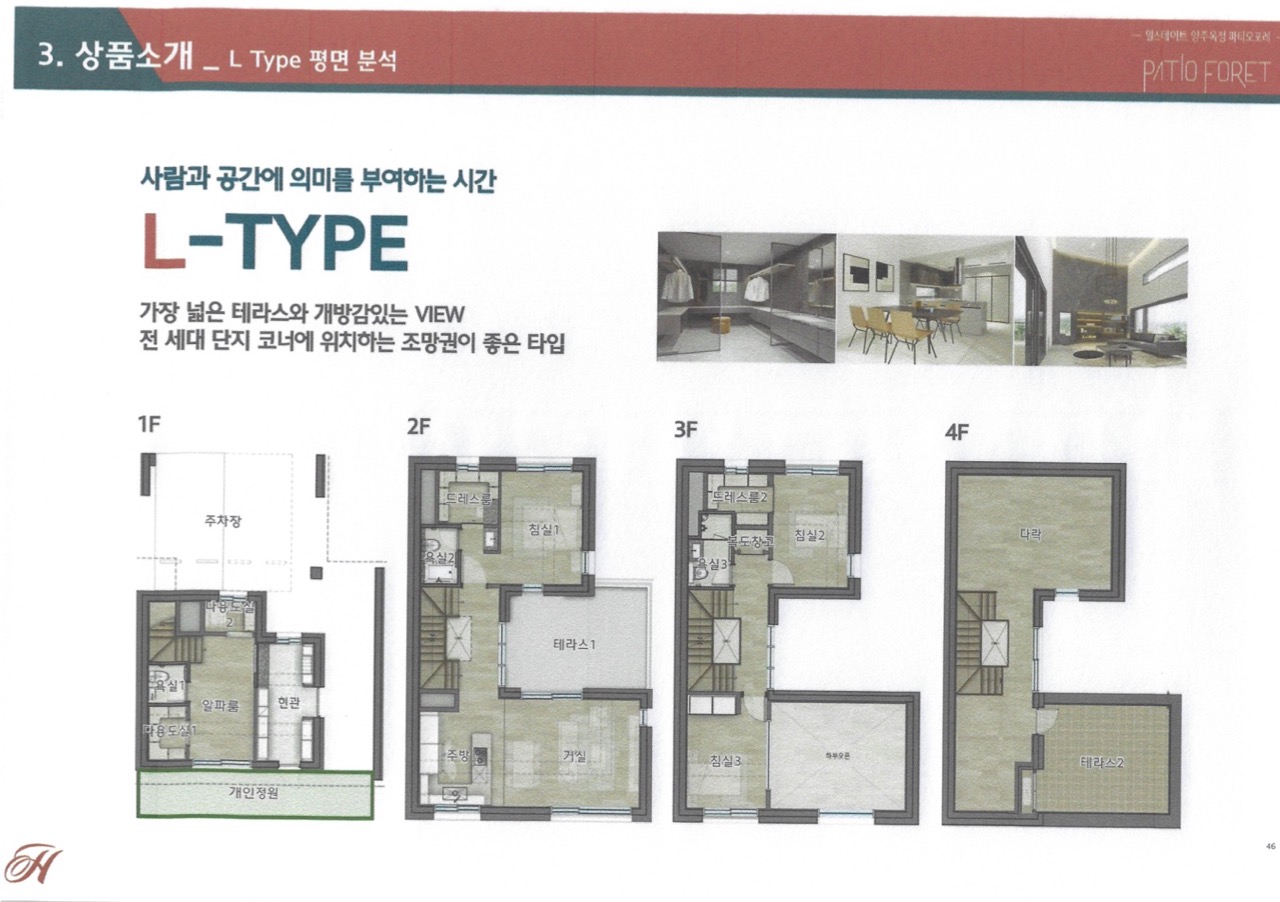 3. 상품소개 _ L Type 평면 분석
힐스테이트 양주옥정 파티오포레
PATIO FORET
사람과 공간에 의미를 부여하는 시간
L-TYPE
가장 넓은 테라스와 개방감있는 VIEW
전 세대 단지 코너에 위치하는 조망권이 좋은 타입
1F
주차장
다용도실
2
욕실1
알파룸
현관
다용도실1
개인정원
2F
드레스룸
침실1
욕실2
테라스1
주방
거실
3F
드레스룸2
복도창고
침실2
욕실3
침실3
하부오픈
4F
다락
테라스2
H
46